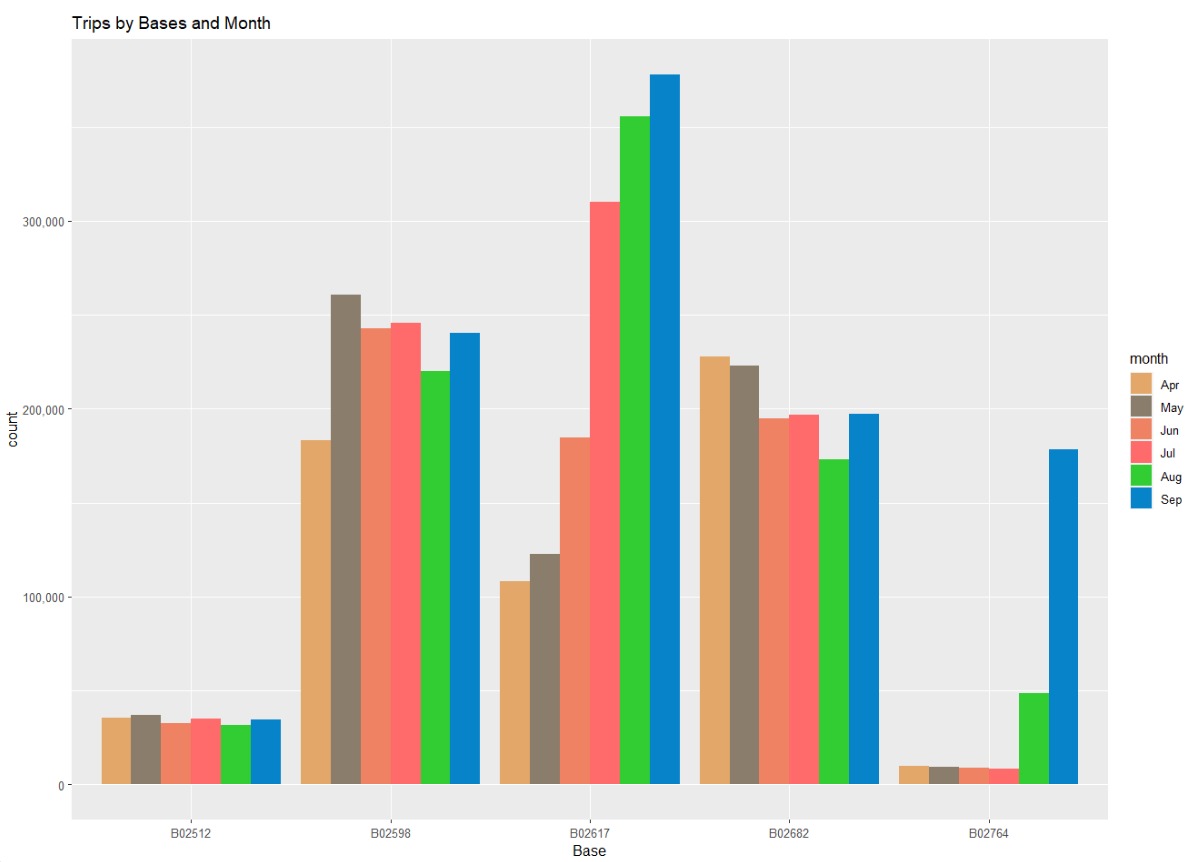 Trips by Bases and Month
300,000
200,000
100,000
0
count
B02512 B02598 B02617 B02682 B02764
Base
month
Apr
May
Jun
Jul
Aug
Sep